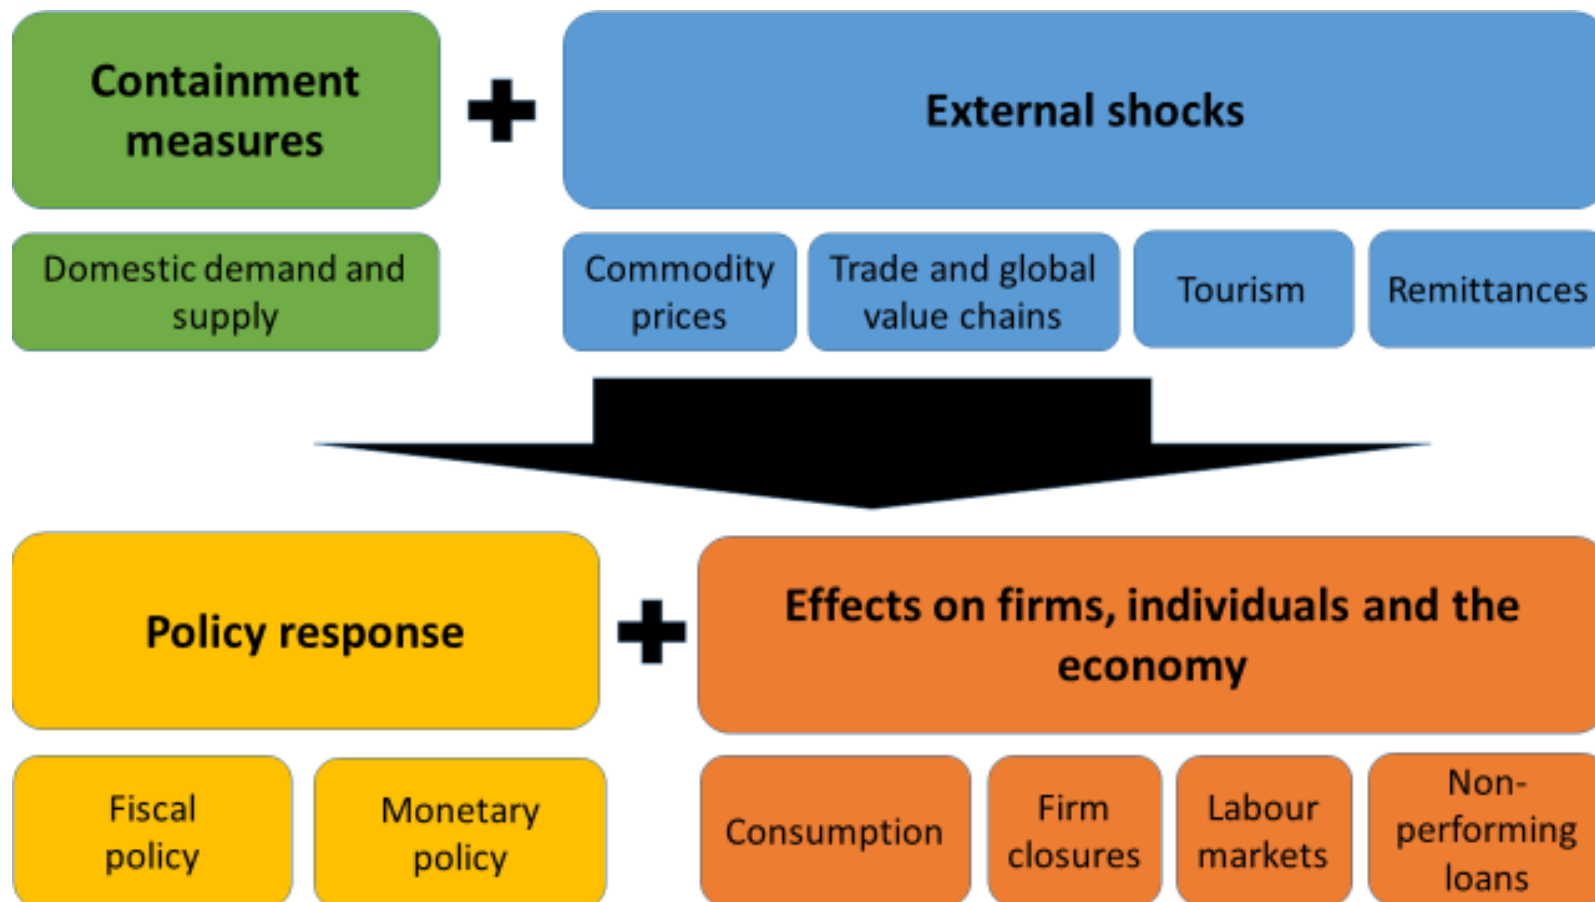 Containment
measures
External shocks
Domestic demand and
supply
Commodity
prices
Trade and global
value chains
Tourism
Remittances
Policy response
Effects on firms, individuals and the
economy
Fiscal
policy
Monetary
policy
Consumption
Firm
closures
Labour
markets
Non-
performing
loans